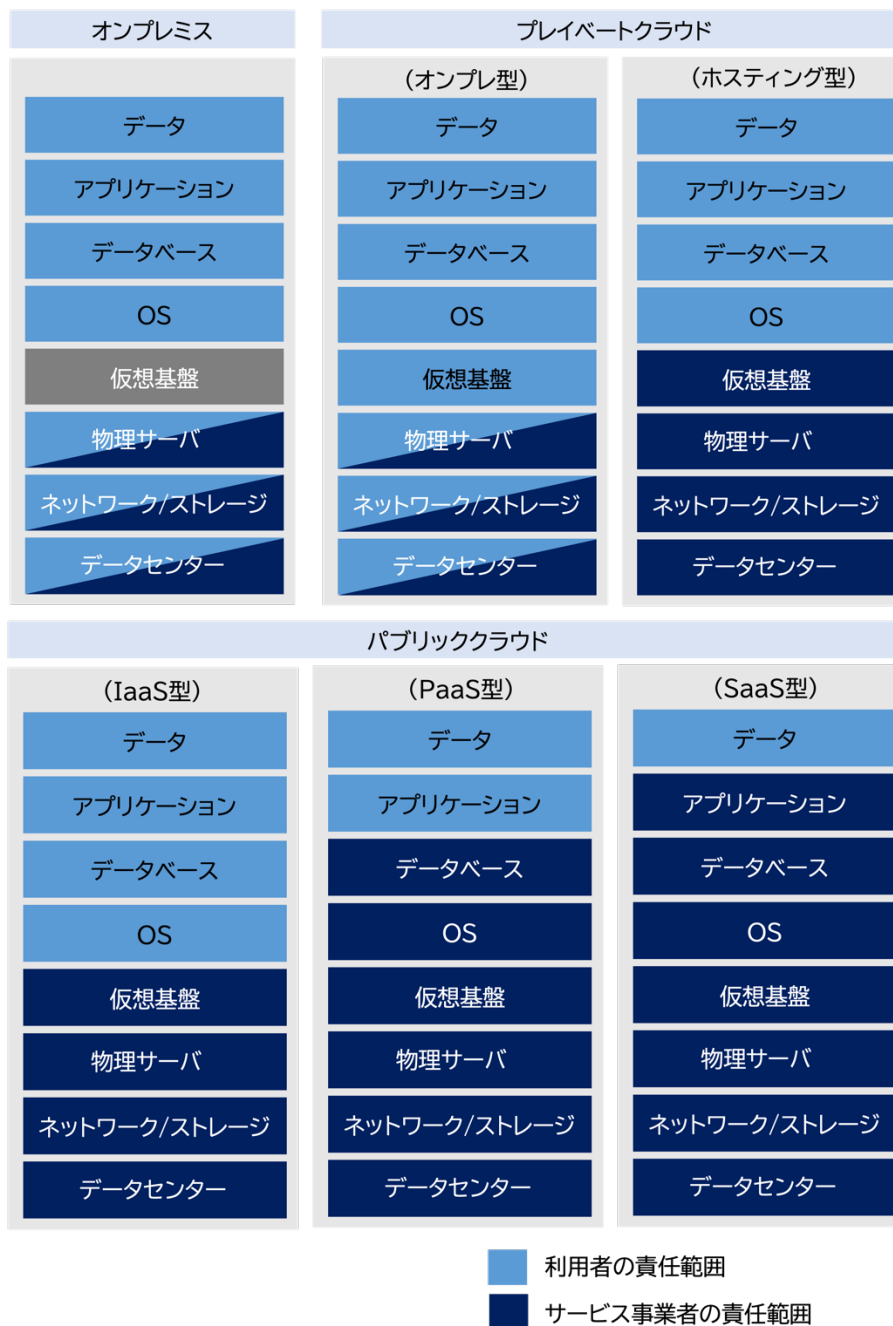 オンプレミス
プレイベートクラウド
データ
アプリケーション
データベース
OS
仮想基盤
物理サーバ
ネットワーク/ストレージ
データセンター
(オンプレ型)
データ
アプリケーション
データベース
OS
仮想基盤
物理サーバ
ネットワーク/ストレージ
データセンター
(ホスティング型)
データ
アプリケーション
データベース
OS
仮想基盤
物理サーバ
ネットワーク/ストレージ
データセンター
パブリッククラウド
(IaaS型)
データ
アプリケーション
データベース
OS
仮想基盤
物理サーバ
ネットワーク/ストレージ
データセンター
(PaaS型)
データ
アプリケーション
データベース
OS
仮想基盤
物理サーバ
ネットワーク/ストレージ
データセンター
(SaaS型)
データ
アプリケーション
データベース
OS
仮想基盤
物理サーバ
ネットワーク/ストレージ
データセンター
利用者の責任範囲
サービス事業者の責任範囲